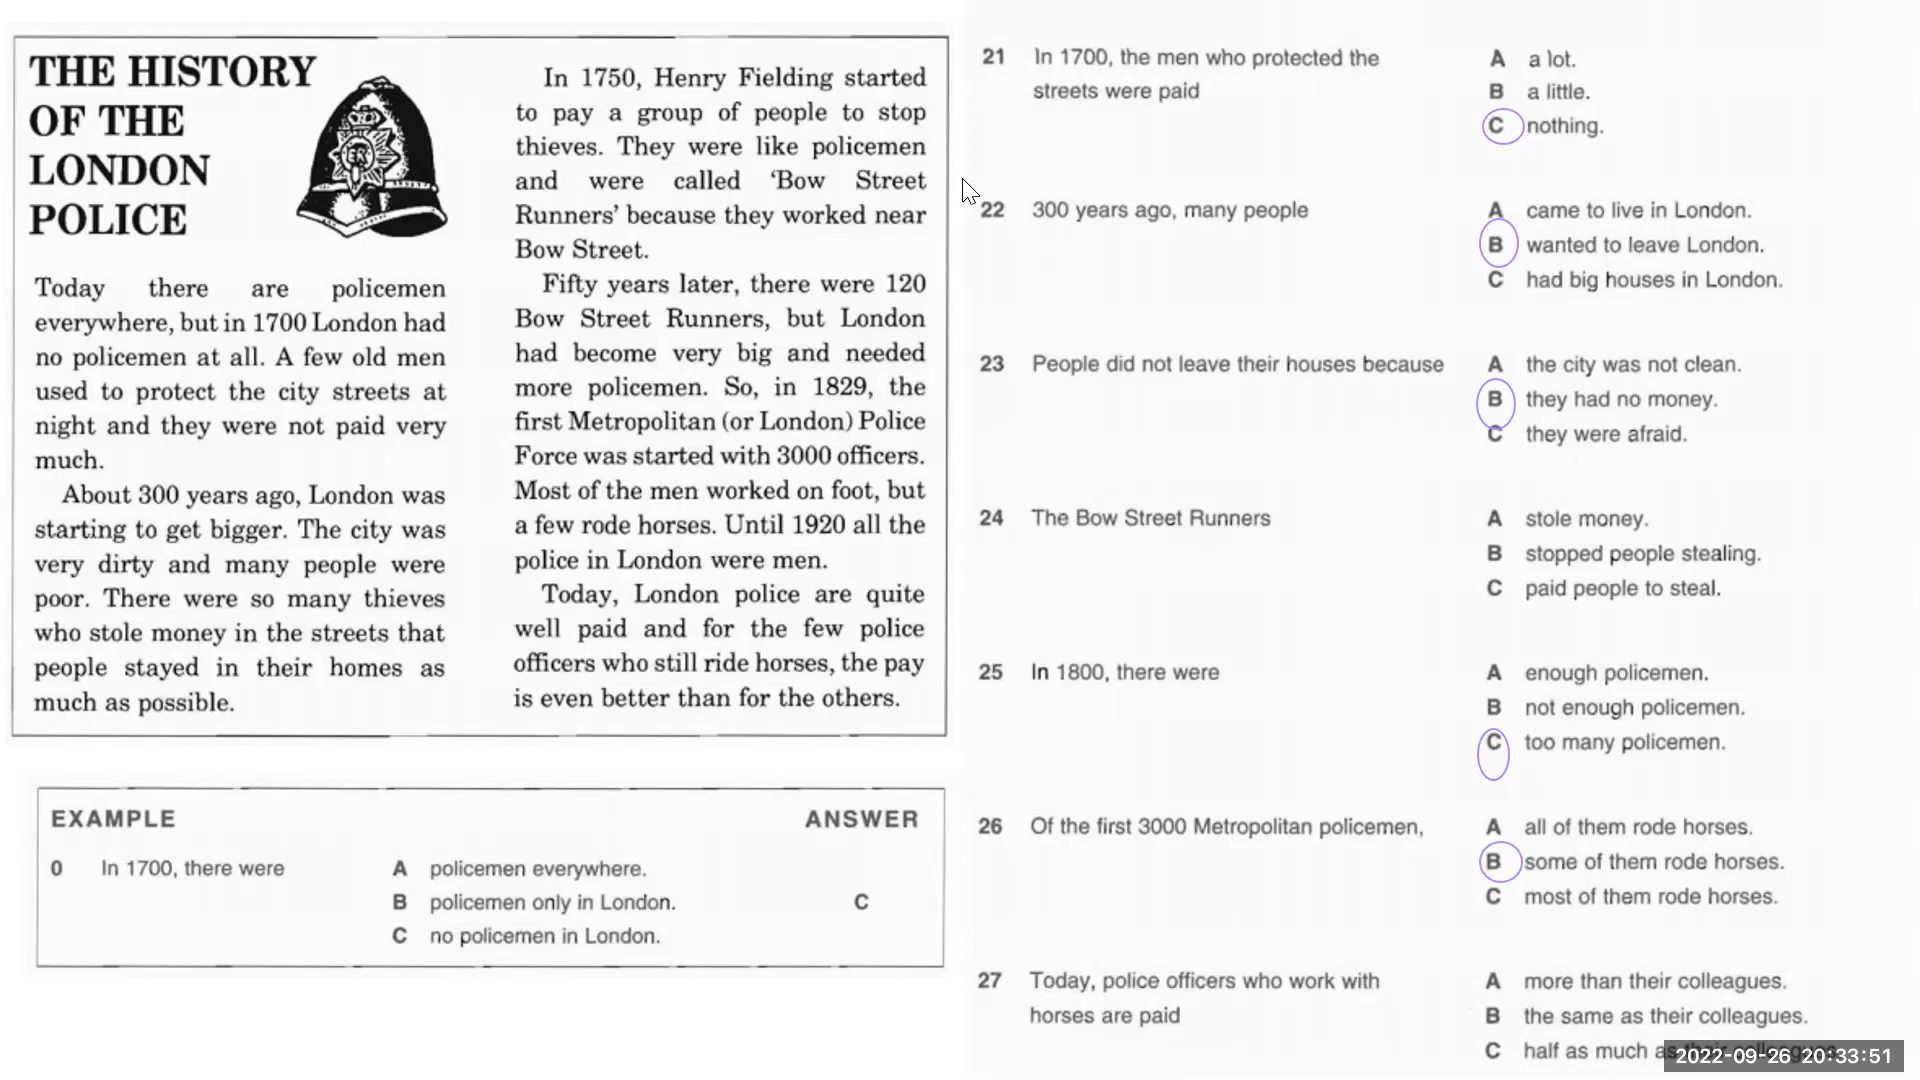 THE HISTORY
OF THE
LONDON
POLICE
Today there are policemen
everywhere, but in 1700 London had
no policemen at all. A few old men
used to protect the city streets at
night and they were not paid very
much.
About 300 years ago, London was
starting to get bigger. The city was
very dirty and many people were
poor. There were so many thieves
who stole money in the streets that
people stayed in their homes as
much as possible.
In 1750, Henry Fielding started
to pay a group of people to stop
thieves. They were like policemen
and were called ‘Bow Street
Runners’ because they worked near
Bow Street.
Fifty years later, there were 120
Bow Street Runners, but London
had become very big and needed
more policemen. So, in 1829, the
first Metropolitan (or London) Police
Force was started with 3000 officers.
Most of the men worked on foot, but
a few rode horses. Until 1920 all the
police in London were men.
Today, London police are quite
well paid and for the few police
officers who still ride horses, the pay
is even better than for the others.
EXAMPLE ANSWER
0 In 1700, there were A policemen everywhere.
B policemen only in London. C
C no policemen in London.
21 In 1700, the men who protected the A a lot.
streets were paid B a little.
C nothing.
22 300 years ago, many people A came to live in London.
B wanted to leave London.
C had big houses in London.
23 People did not leave their houses because A the city was not clean.
B they had no money.
C they were afraid.
24 The Bow Street Runners A stole money.
B stopped people stealing.
C paid people to steal.
25 In 1800, there were A enough policemen.
B not enough policemen.
C too many policemen.
26 Of the first 3000 Metropolitan policemen, A all of them rode horses.
B some of them rode horses.
C most of them rode horses.
27 Today, police officers who work with A more than their colleagues.
horses are paid B the same as their colleagues.
C half as much as
2022-09-26 20:33:51